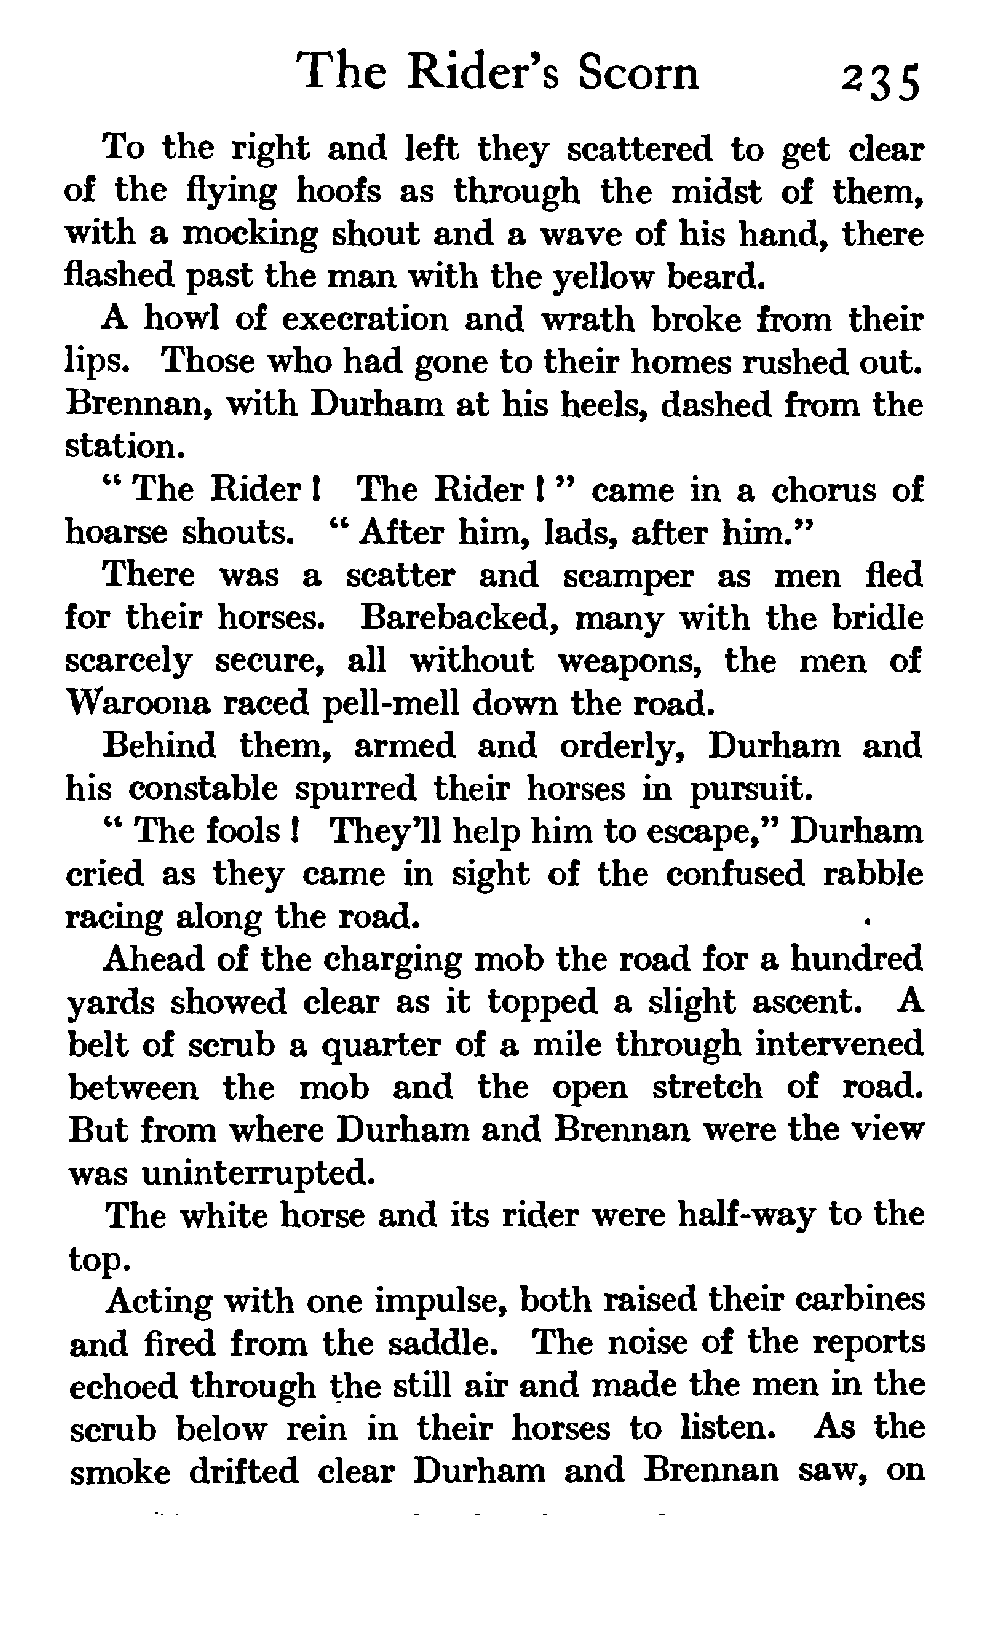 The Rider's Scorn 235
To the right and left they scattered to get clear
of the flying hoofs as through the midst of them,
with a mocking shout and a wave of his hand, there
flashed past the man with the yellow beard.
A howl of execration and wrath broke from their
lips. Those who had gone to their homes rushed out.
Brennan, with Durham at his heels, dashed from the
station.
" The Rider ! The Rider ! " came in a chorus of
hoarse shouts. " After him, lads, after him."
There was a scatter and scamper as men fled
for their horses. Barebacked, many with the bridle
scarcely secure, all without weapons, the men of
Waroona raced pell-mell down the road.
Behind them, armed and orderly, Durham and
his constable spurred their horses in pursuit.
" The fools ! They'll help him to escape," Durham
cried as they came in sight of the confused rabble
racing along the road.
Ahead of the charging mob the road for a hundred
yards showed clear as it topped a slight ascent. A
belt of scrub a quarter of a mile through intervened
between the mob and the open stretch of road.
But from where Durham and Brennan were the view
was uninterrupted.
The white horse and its rider were half-way to the
top.
Acting with one impulse, both raised their carbines
and fired from the saddle. The noise of the reports
echoed through the still air and made the men in the
scrub below rein in their horses to listen. As the
smoke drifted clear Durham and Brennan saw, on